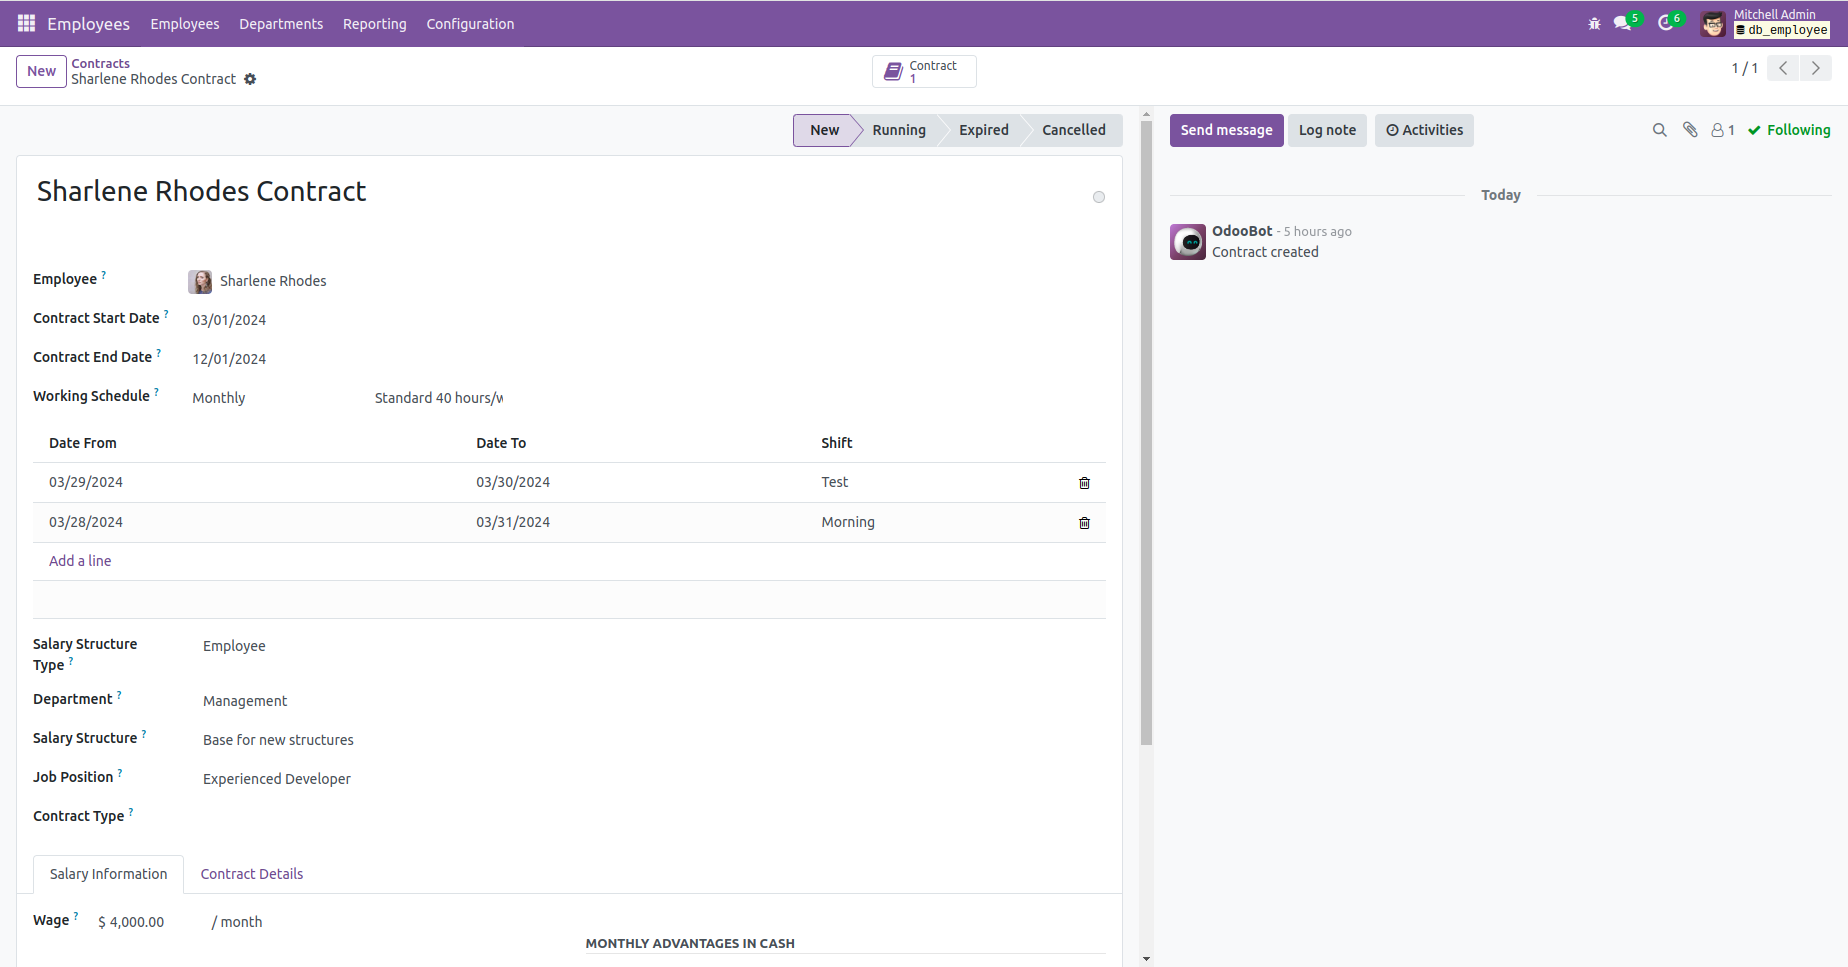 Employees Employees Departments Reporting Configuration 5 6 Mitchell Admin
db_employee
New Contracts
Sharlene Rhodes Contract
Contract
1
1 / 1
New Running Expired Cancelled
Send message Log note Activities 1 Following
Sharlene Rhodes Contract
Today
OdooBot - 5 hours ago
Contract created
Employee ? Sharlene Rhodes
Contract Start Date ? 03/01/2024
Contract End Date ? 12/01/2024
Working Schedule ? Monthly Standard 40 hours/w
Date From Date To Shift
03/29/2024 03/30/2024 Test
03/28/2024 03/31/2024 Morning
Add a line
Salary Structure
Type ? Employee
Department ? Management
Salary Structure ? Base for new structures
Job Position ? Experienced Developer
Contract Type ?
Salary Information Contract Details
Wage ? $ 4,000.00 / month
MONTHLY ADVANTAGES IN CASH